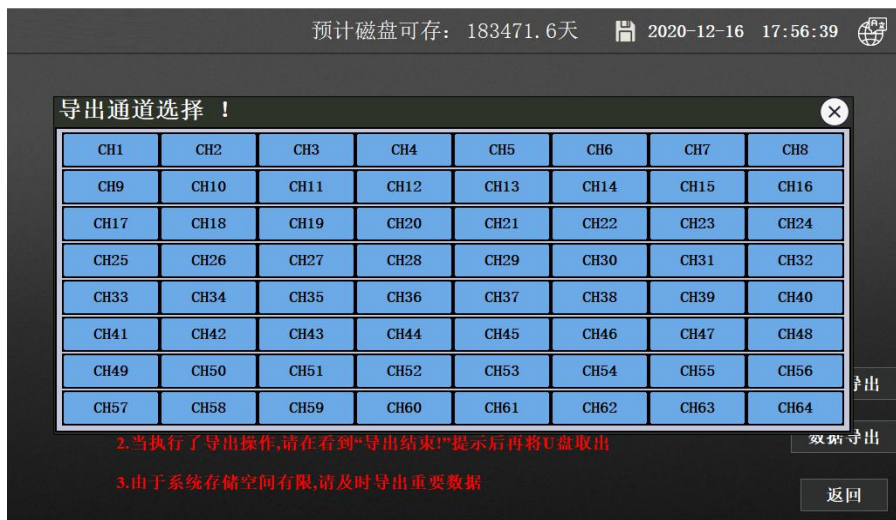 预计磁盘可存: 183471.6天 2020-12-16 17:56:39
导出通道选择 !
CH1 CH2 CH3 CH4 CH5 CH6 CH7 CH8
CH9 CH10 CH11 CH12 CH13 CH14 CH15 CH16
CH17 CH18 CH19 CH20 CH21 CH22 CH23 CH24
CH25 CH26 CH27 CH28 CH29 CH30 CH31 CH32
CH33 CH34 CH35 CH36 CH37 CH38 CH39 CH40
CH41 CH42 CH43 CH44 CH45 CH46 CH47 CH48
CH49 CH50 CH51 CH52 CH53 CH54 CH55 CH56
导出
CH57 CH58 CH59 CH60 CH61 CH62 CH63 CH64
2.当执行了导出操作,请在看到“导出结束!”提示后再将U盘取出
数据导出
3.由于系统存储空间有限,请及时导出重要数据
返回